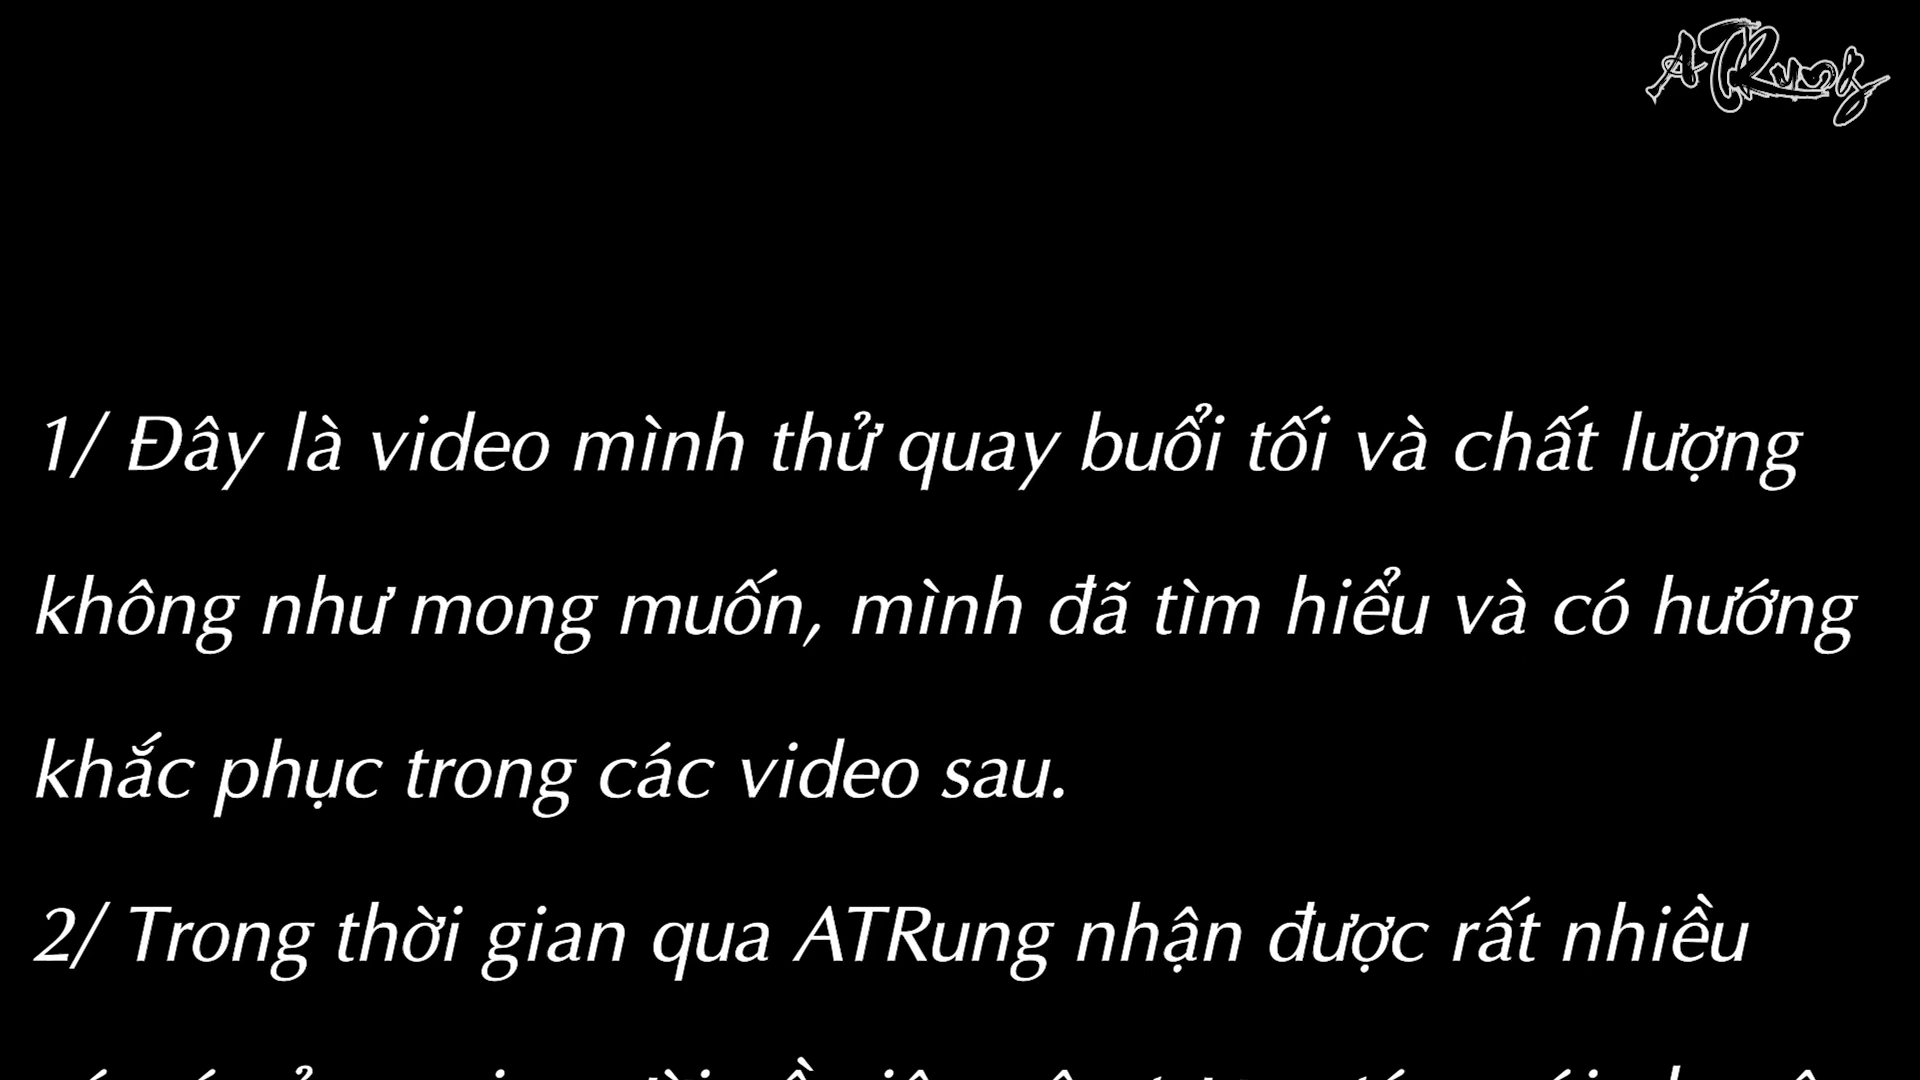 ATRung
1/ Đây là video mình thử quay buổi tối và chất lượng
không như mong muốn, mình đã tìm hiểu và có hướng
khắc phục trong các video sau.
2/ Trong thời gian qua ATRung nhận được rất nhiều